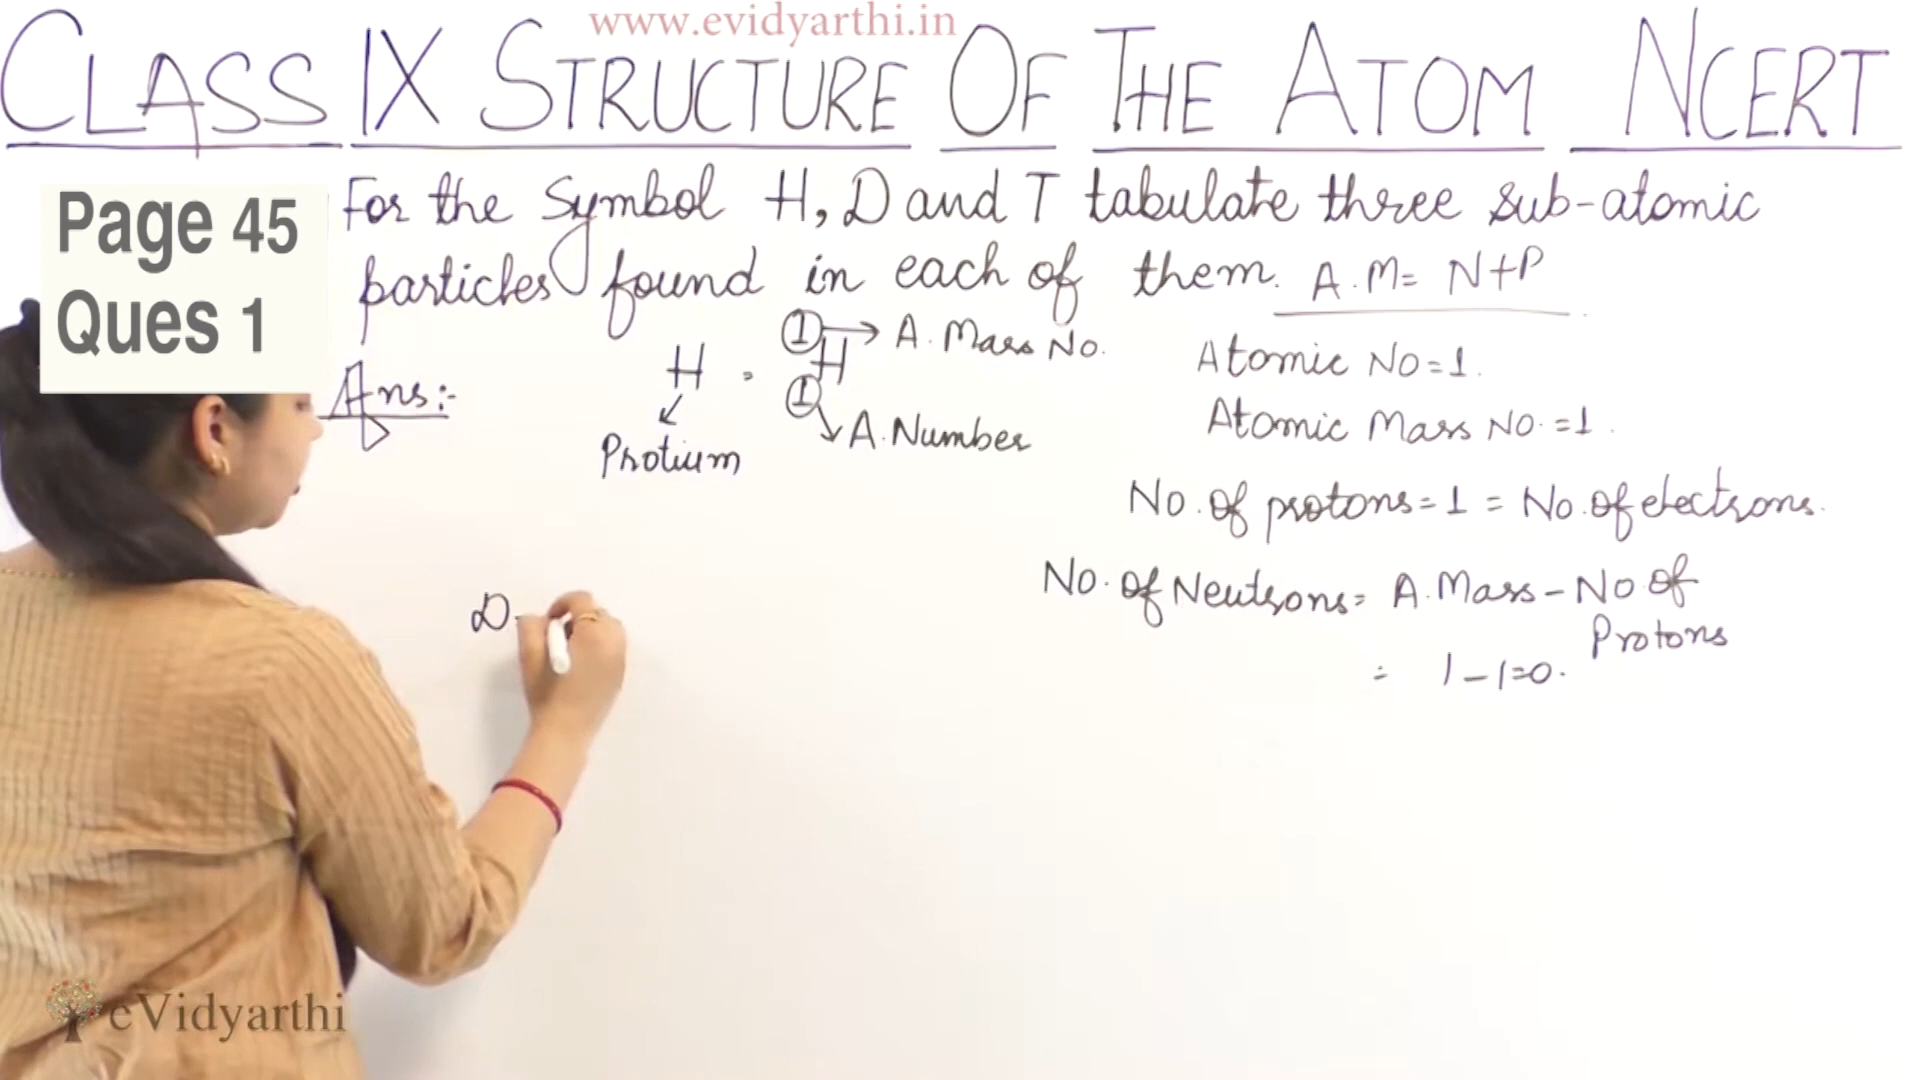 www.evidyarthi.in
CLASS IX STRUCTURE OF THE ATOM NCERT
Page 45
Ques 1
For the Symbol H, D and T tabulate three sub-atomic
particles found in each of them. A.M= N+P
Ans:-
H = 1 H 1
→ A. Mass No.
↘ A. Number
Protium
Atomic NO=1.
Atomic Mass NO.=1.
No. of protons=1 = No. of electrons.
No. of Neutrons= A. Mass - No of
Protons
= 1-1=0.
D-
eVidyarthi